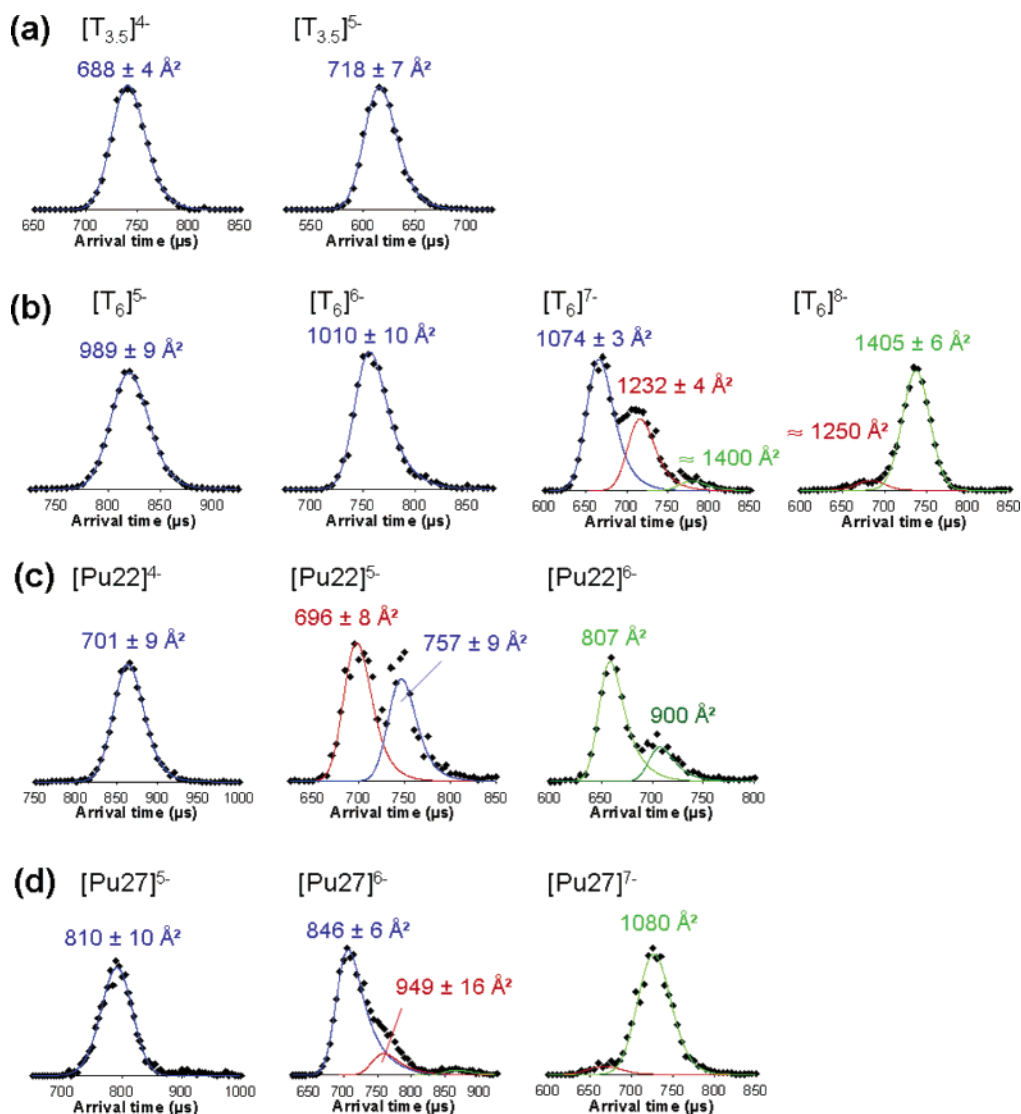 (a) [T3.5]4- [T3.5]5-
688 ± 4 Å² 718 ± 7 Å²
650 700 750 800 850 550 600 650 700
Arrival time (µs) Arrival time (µs)
(b) [T6]5- [T6]6- [T6]7- [T6]8-
989 ± 9 Å² 1010 ± 10 Å² 1074 ± 3 Å² 1405 ± 6 Å²
1232 ± 4 Å²
≈ 1400 Å² ≈ 1250 Å²
750 800 850 900 700 750 800 850 600 650 700 750 800 850 600 650 700 750 800 850
Arrival time (µs) Arrival time (µs) Arrival time (µs) Arrival time (µs)
(c) [Pu22]4- [Pu22]5- [Pu22]6-
701 ± 9 Å² 696 ± 8 Å² 757 ± 9 Å² 807 Å²
900 Å²
750 800 850 900 950 1000 650 700 750 800 850 600 650 700 750 800
Arrival time (µs) Arrival time (µs) Arrival time (µs)
(d) [Pu27]5- [Pu27]6- [Pu27]7-
810 ± 10 Å² 846 ± 6 Å² 1080 Å²
949 ± 16 Å²
700 800 900 1000 650 700 750 800 850 900 600 650 700 750 800 850
Arrival time (µs) Arrival time (µs) Arrival time (µs)